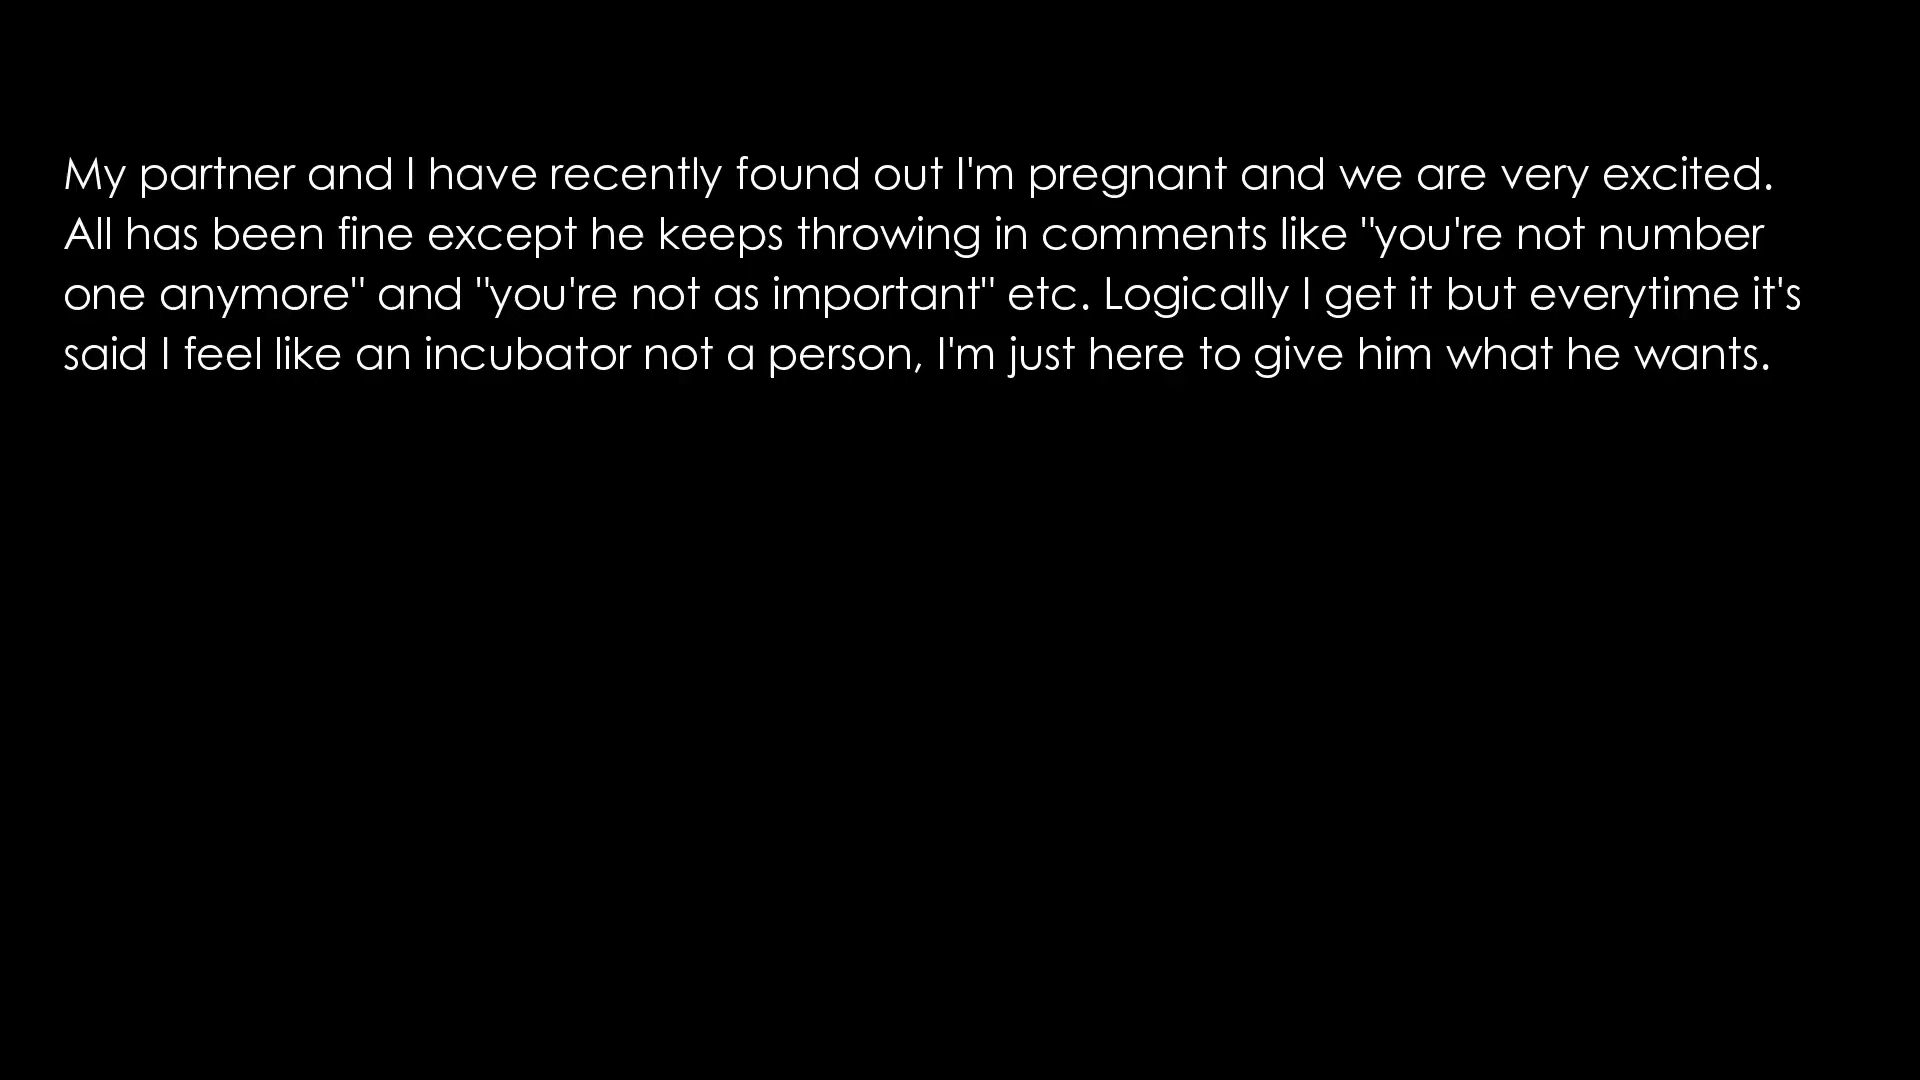 My partner and I have recently found out I'm pregnant and we are very excited.
All has been fine except he keeps throwing in comments like "you're not number
one anymore" and "you're not as important" etc. Logically I get it but everytime it's
said I feel like an incubator not a person, I'm just here to give him what he wants.